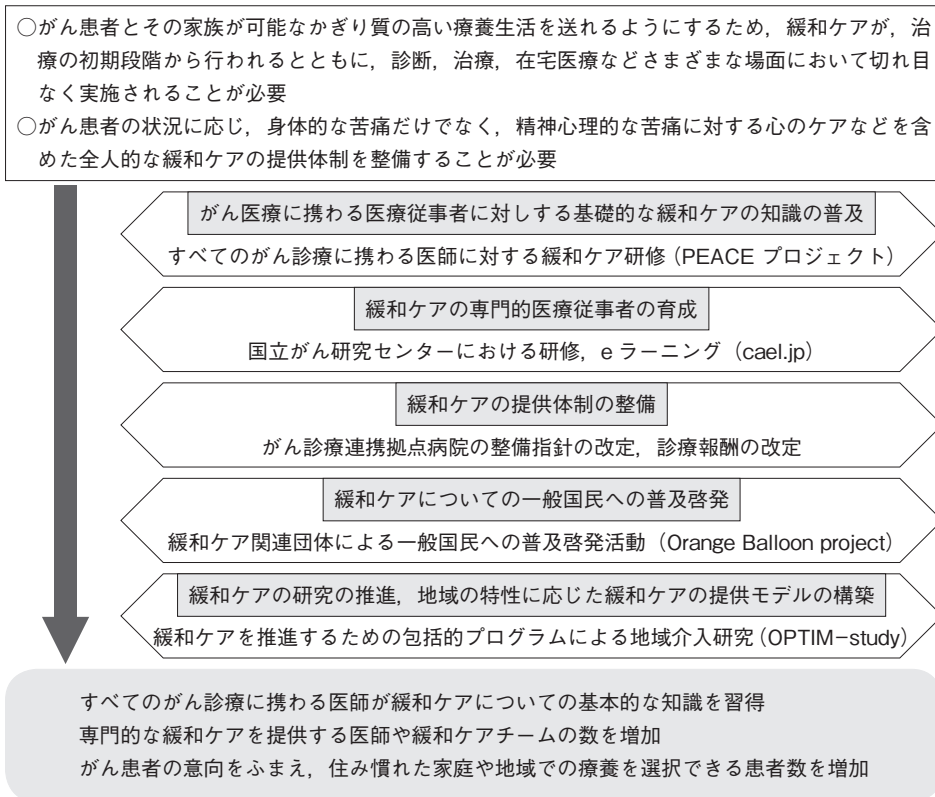 ○がん患者とその家族が可能なかぎり質の高い療養生活を送れるようにするため，緩和ケアが，治
療の初期段階から行われるとともに，診断，治療，在宅医療などさまざまな場面において切れ目
なく実施されることが必要
○がん患者の状況に応じ，身体的な苦痛だけでなく，精神心理的な苦痛に対する心のケアなどを含
めた全人的な緩和ケアの提供体制を整備することが必要
がん医療に携わる医療従事者に対しする基礎的な緩和ケアの知識の普及
すべてのがん診療に携わる医師に対する緩和ケア研修（PEACE プロジェクト）
緩和ケアの専門的医療従事者の育成
国立がん研究センターにおける研修，e ラーニング（cael.jp）
緩和ケアの提供体制の整備
がん診療連携拠点病院の整備指針の改定，診療報酬の改定
緩和ケアについての一般国民への普及啓発
緩和ケア関連団体による一般国民への普及啓発活動（Orange Balloon project）
緩和ケアの研究の推進，地域の特性に応じた緩和ケアの提供モデルの構築
緩和ケアを推進するための包括的プログラムによる地域介入研究（OPTIM−study）
すべてのがん診療に携わる医師が緩和ケアについての基本的な知識を習得
専門的な緩和ケアを提供する医師や緩和ケアチームの数を増加
がん患者の意向をふまえ，住み慣れた家庭や地域での療養を選択できる患者数を増加